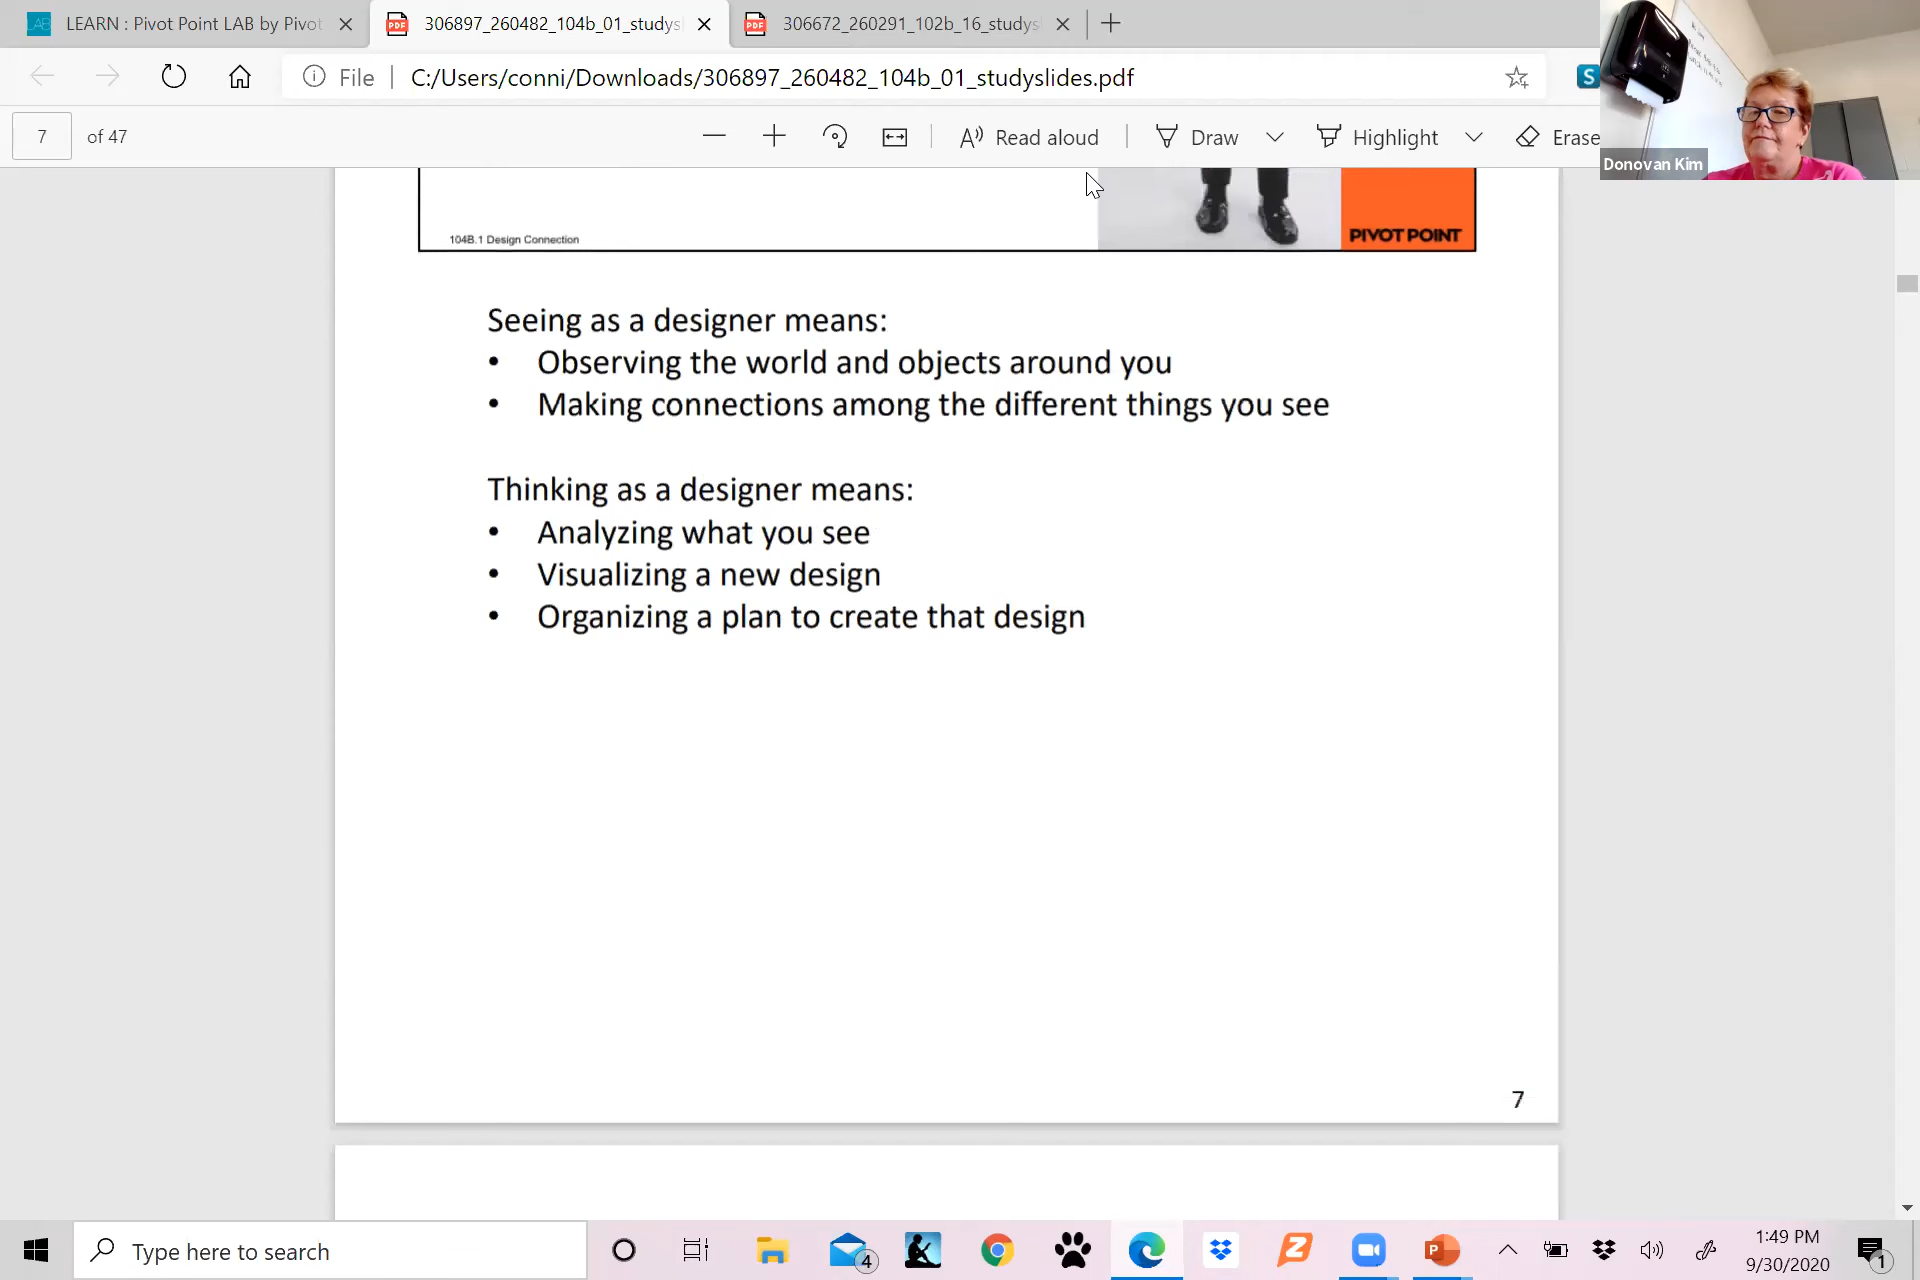 LEARN : Pivot Point LAB by Pivot
306897_260482_104b_01_studys
306672_260291_102b_16_studys
File
C:/Users/conni/Downloads/306897_260482_104b_01_studyslides.pdf
S
7
of 47
Read aloud
Draw
Highlight
Erase
Donovan Kim
104B.1 Design Connection
PIVOT POINT
Seeing as a designer means:
• Observing the world and objects around you
• Making connections among the different things you see
Thinking as a designer means:
• Analyzing what you see
• Visualizing a new design
• Organizing a plan to create that design
7
Type here to search
4
1:49 PM
9/30/2020
1